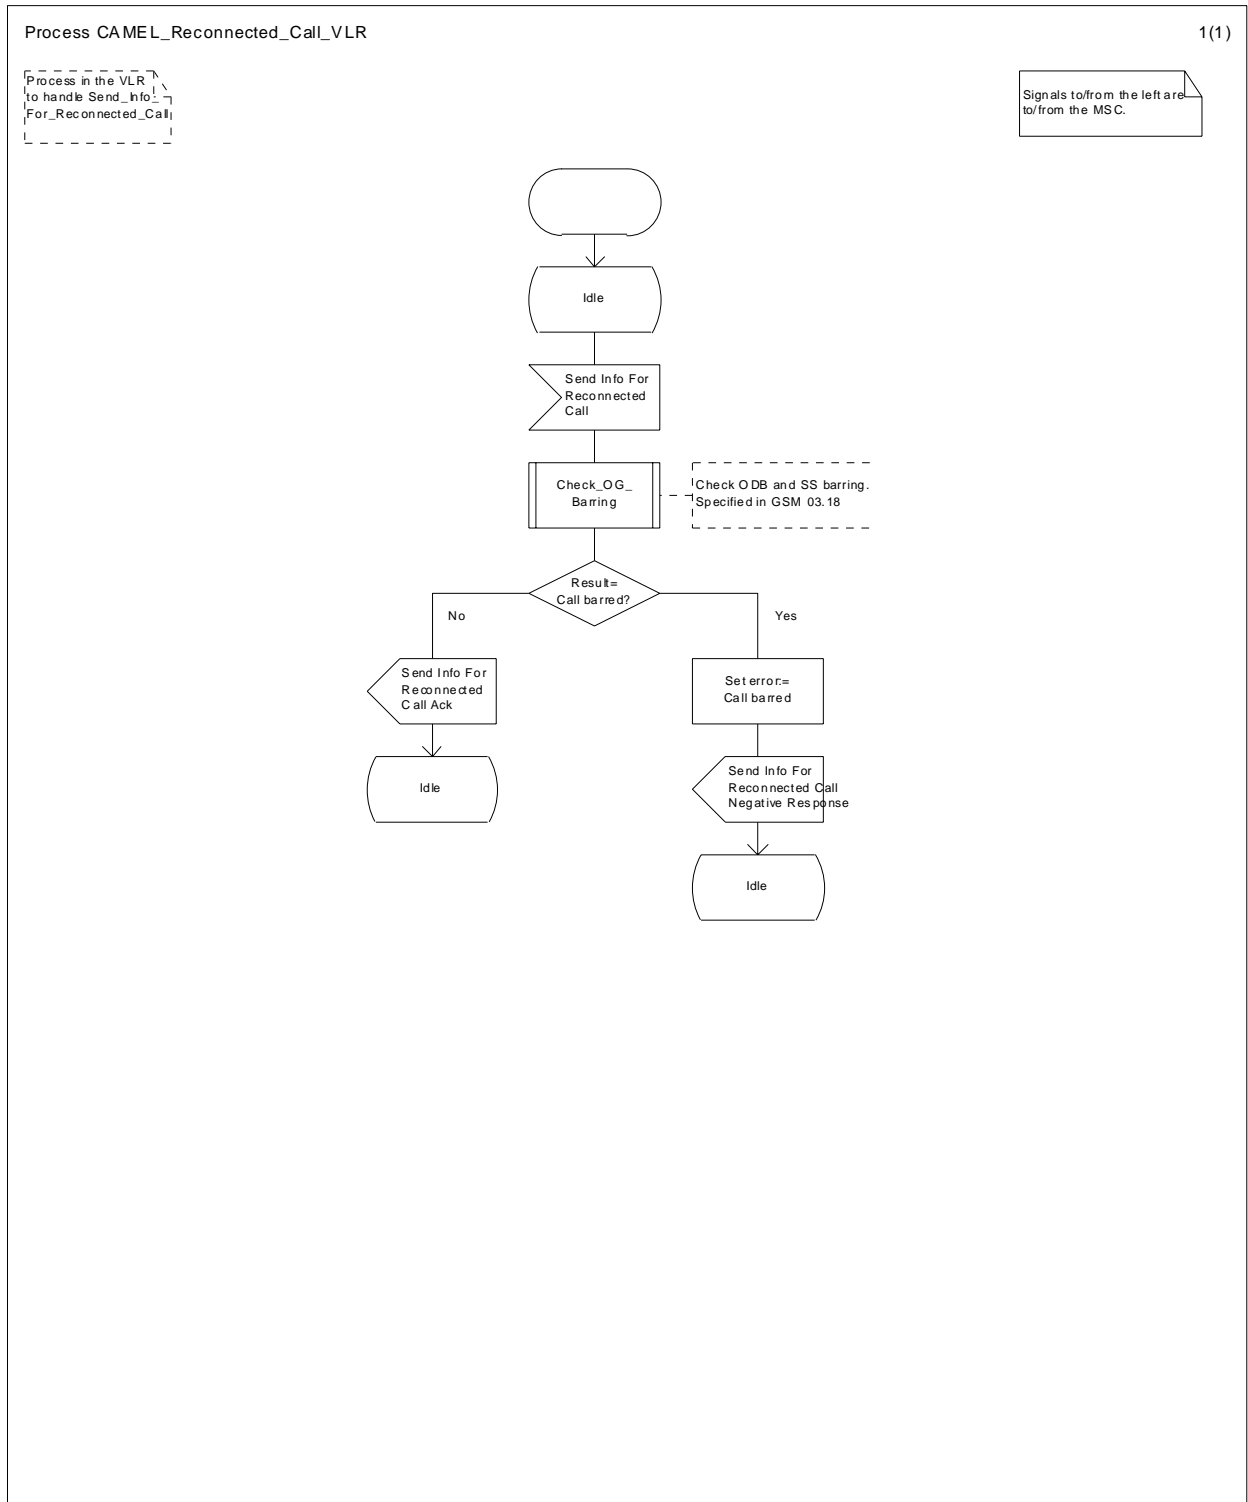 Process CAMEL_Reconnected_Call_VLR
1(1)
Process in the VLR
to handle Send_Info_
For_Reconnected_Call
Signals to/from the left are
to/from the MSC.
Idle
Send Info For
Reconnected
Call
Check_OG_
Barring
Check ODB and SS barring.
Specified in GSM 03.18
Result=
Call barred?
No
Yes
Send Info For
Reconnected
Call Ack
Set error:=
Call barred
Idle
Send Info For
Reconnected Call
Negative Response
Idle